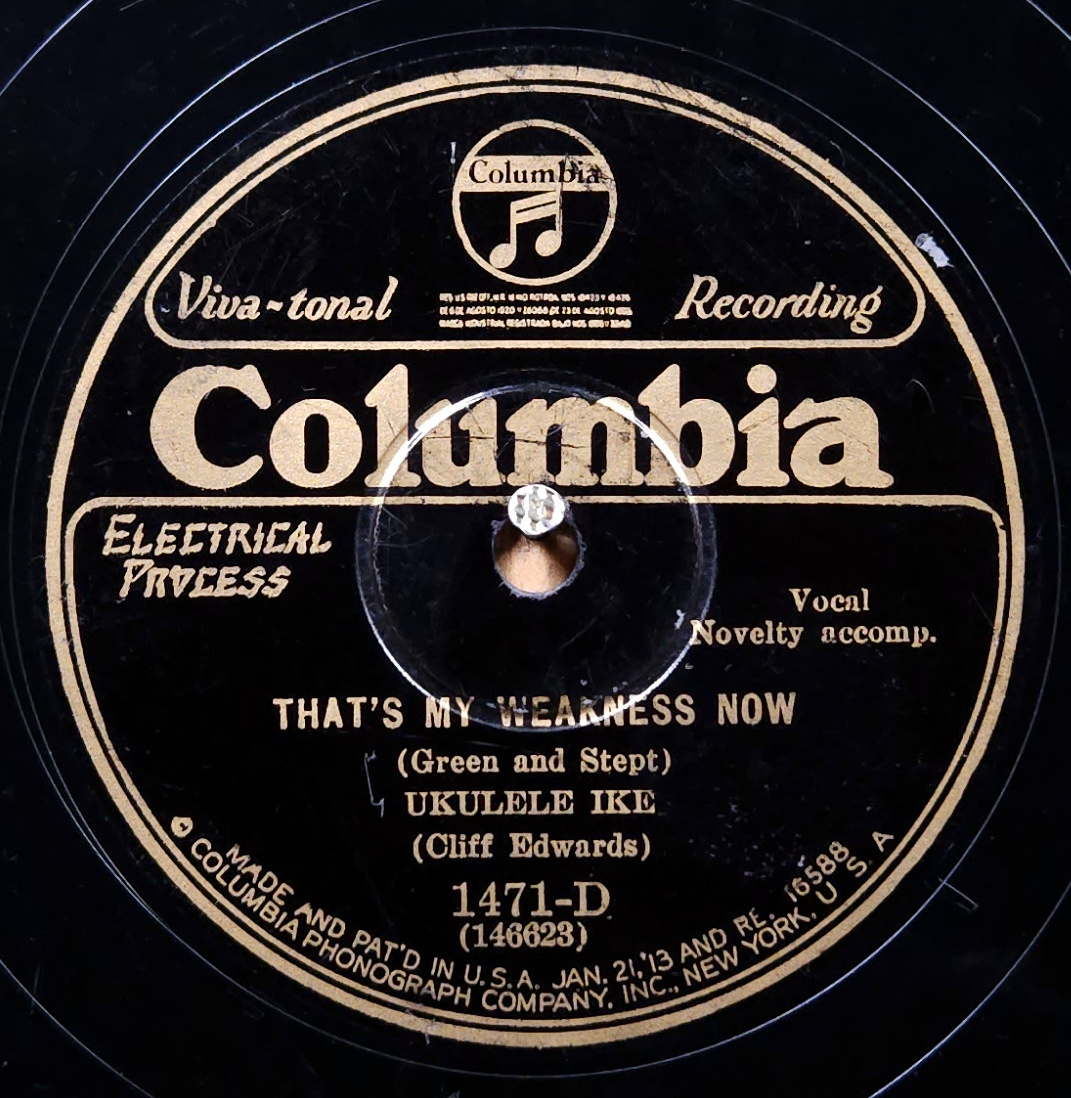 Columbia
Viva-tonal
Recording
Columbia
ELECTRICAL
PROCESS
Vocal
Novelty accomp.
THAT'S MY WEAKNESS NOW
(Green and Stept)
UKULELE IKE
(Cliff Edwards)
1471-D
(146623)
MADE AND PAT'D IN U.S.A. JAN. 21,'13 AND RE. 16588
COLUMBIA PHONOGRAPH COMPANY, INC., NEW YORK, U S A